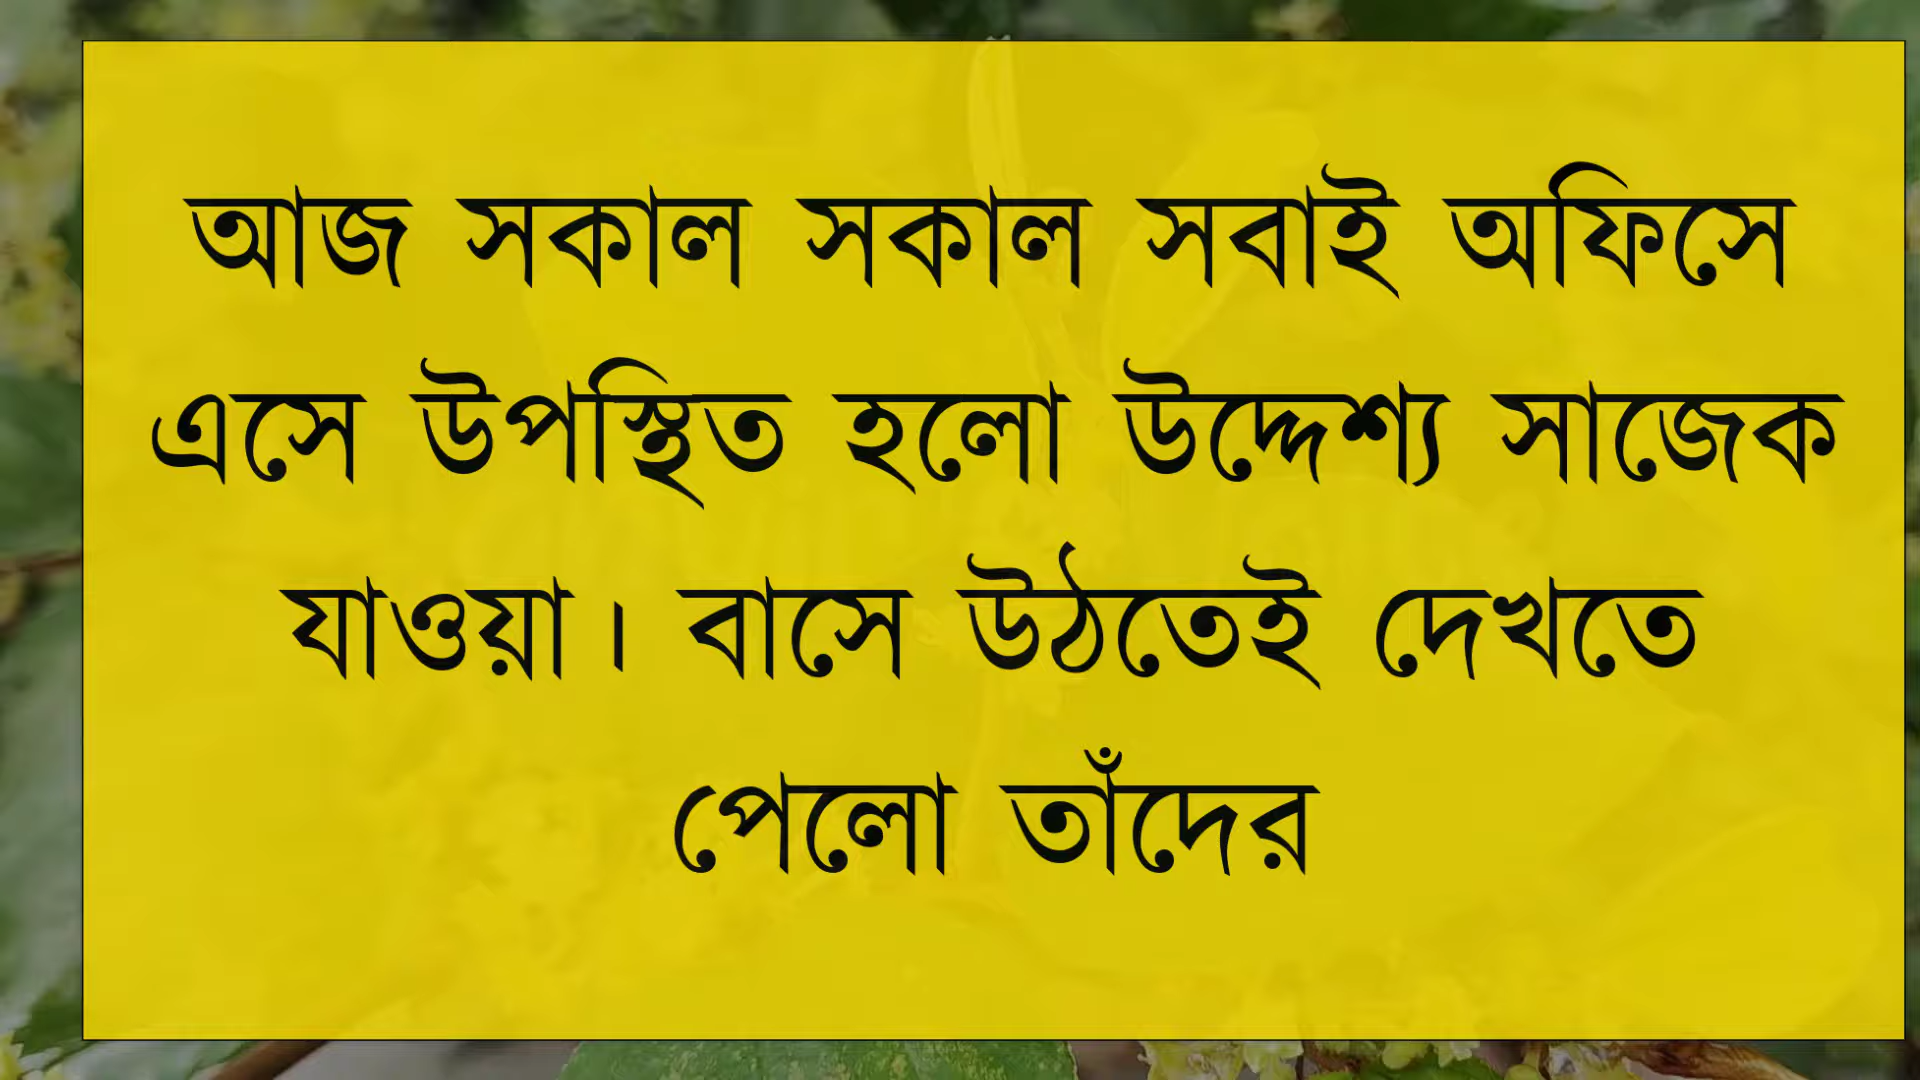 আজ সকাল সকাল সবাই অফিসে
এসে উপস্থিত হলো উদ্দেশ্য সাজেক
যাওয়া। বাসে উঠতেই দেখতে
পেলো তাঁদের